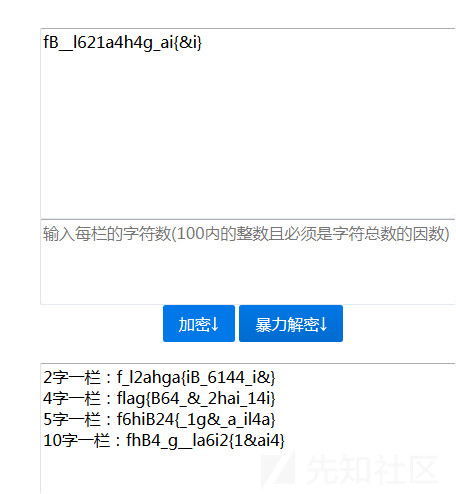 fB__l621a4h4g_ai{&i}
输入每栏的字符数(100内的整数且必须是字符总数的因数)
加密↓ 暴力解密↓
2字一栏：f_l2ahga{iB_6144_i&}
4字一栏：flag{B64_&_2hai_14i}
5字一栏：f6hiB24{_1g&_a_il4a}
10字一栏：fhB4_g__la6i2{1&ai4}
先知社区